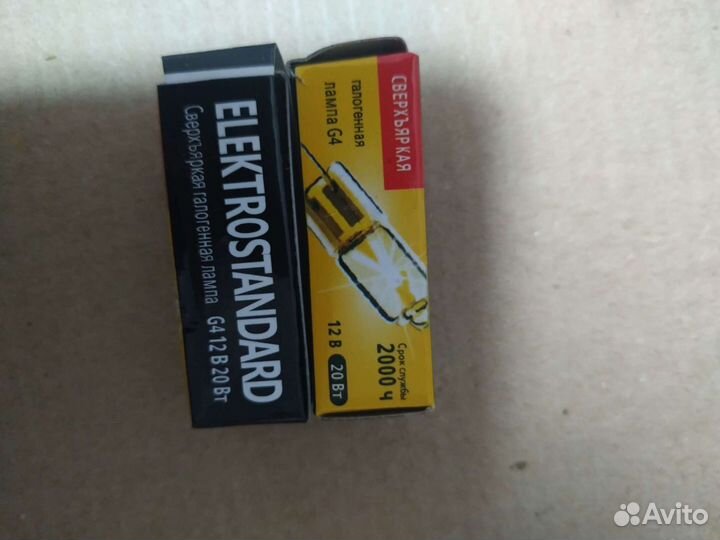 ELEKTROSTANDARD
Сверхъяркая галогенная лампа G4 12 В 20 Вт
СВЕРХЪЯРКАЯ
галогенная
лампа G4
12 В 20 Вт
Срок службы
2000 ч
Avito